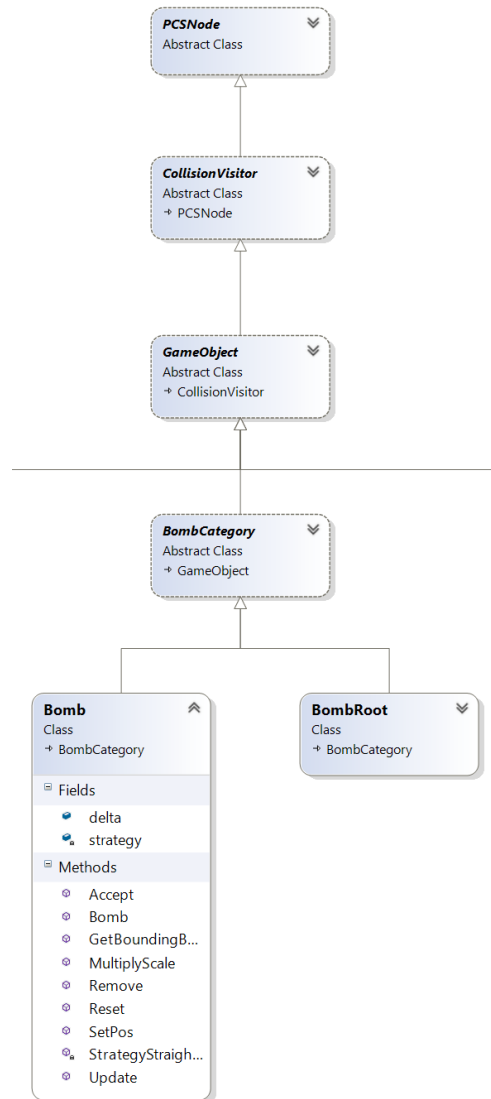 PCSNode
Abstract Class
CollisionVisitor
Abstract Class
PCSNode
GameObject
Abstract Class
CollisionVisitor
BombCategory
Abstract Class
GameObject
Bomb
Class
BombCategory
Fields
delta
strategy
Methods
Accept
Bomb
GetBoundingB...
MultiplyScale
Remove
Reset
SetPos
StrategyStraigh...
Update
BombRoot
Class
BombCategory